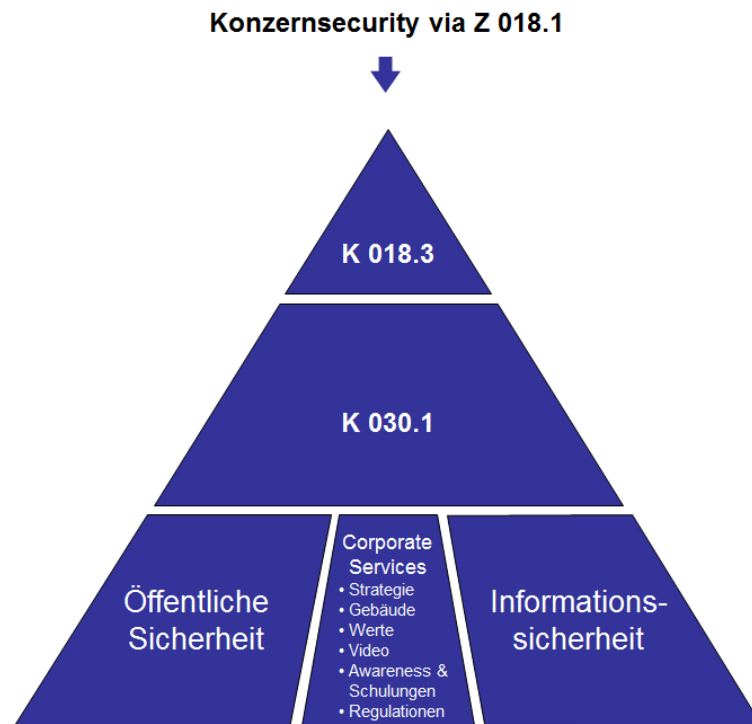 Konzernsecurity via Z 018.1
K 018.3
K 030.1
Öffentliche
Sicherheit
Corporate
Services
• Strategie
• Gebäude
• Werte
• Video
• Awareness &
Schulungen
• Regulationen
Informations-
sicherheit